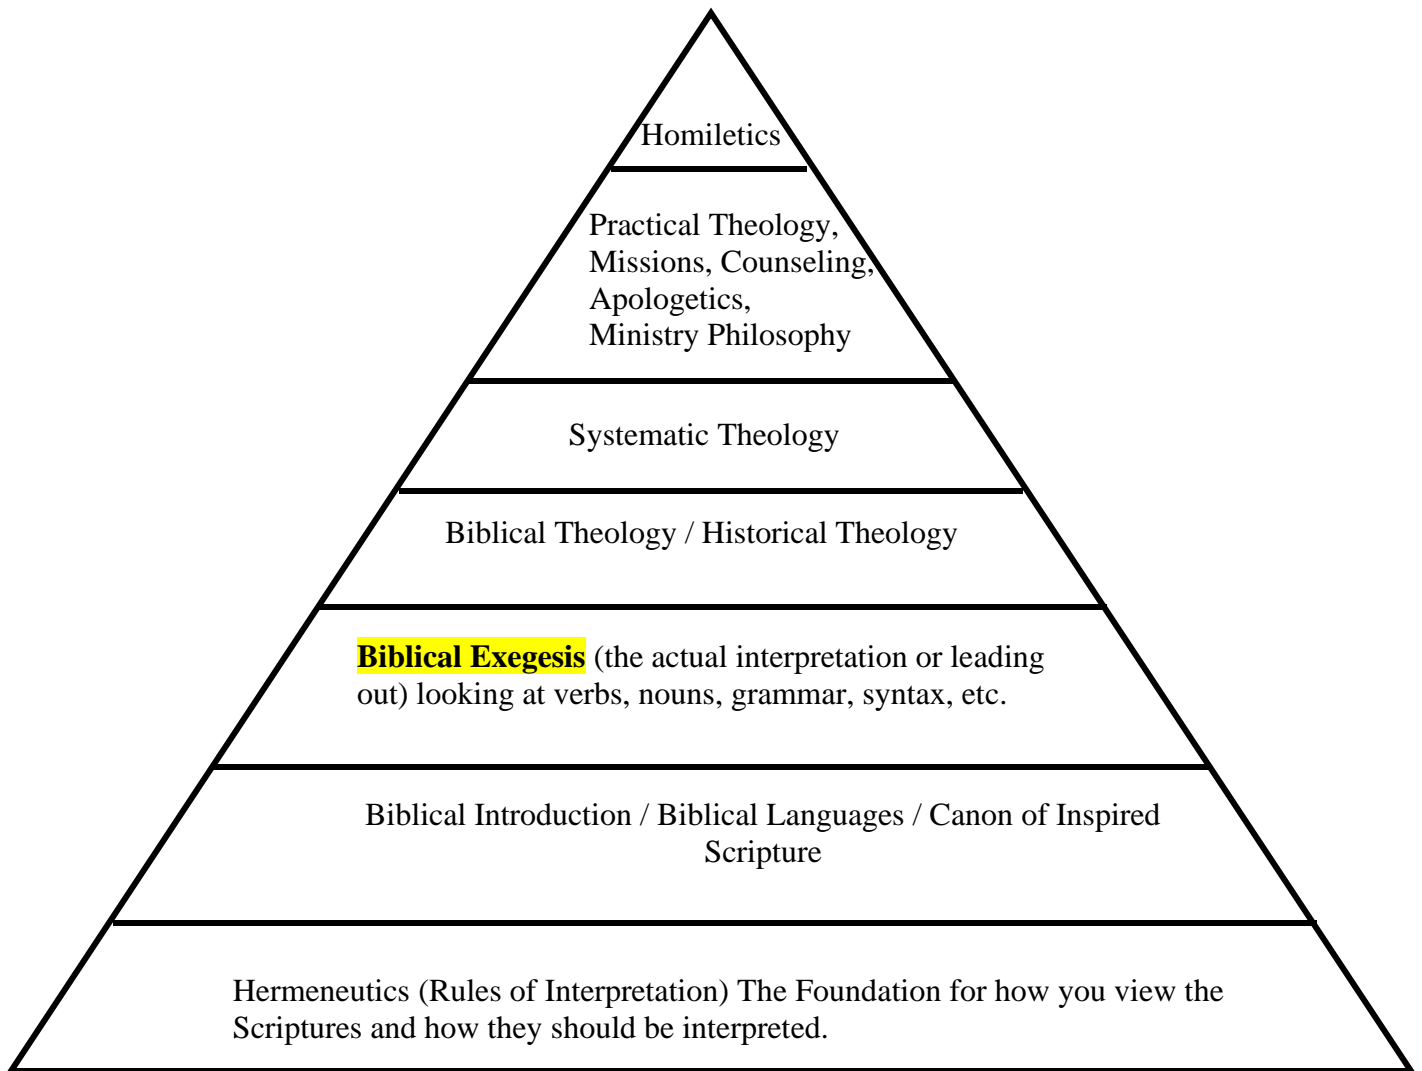 Homiletics
Practical Theology,
Missions, Counseling,
Apologetics,
Ministry Philosophy
Systematic Theology
Biblical Theology / Historical Theology
Biblical Exegesis (the actual interpretation or leading
out) looking at verbs, nouns, grammar, syntax, etc.
Biblical Introduction / Biblical Languages / Canon of Inspired
Scripture
Hermeneutics (Rules of Interpretation) The Foundation for how you view the
Scriptures and how they should be interpreted.